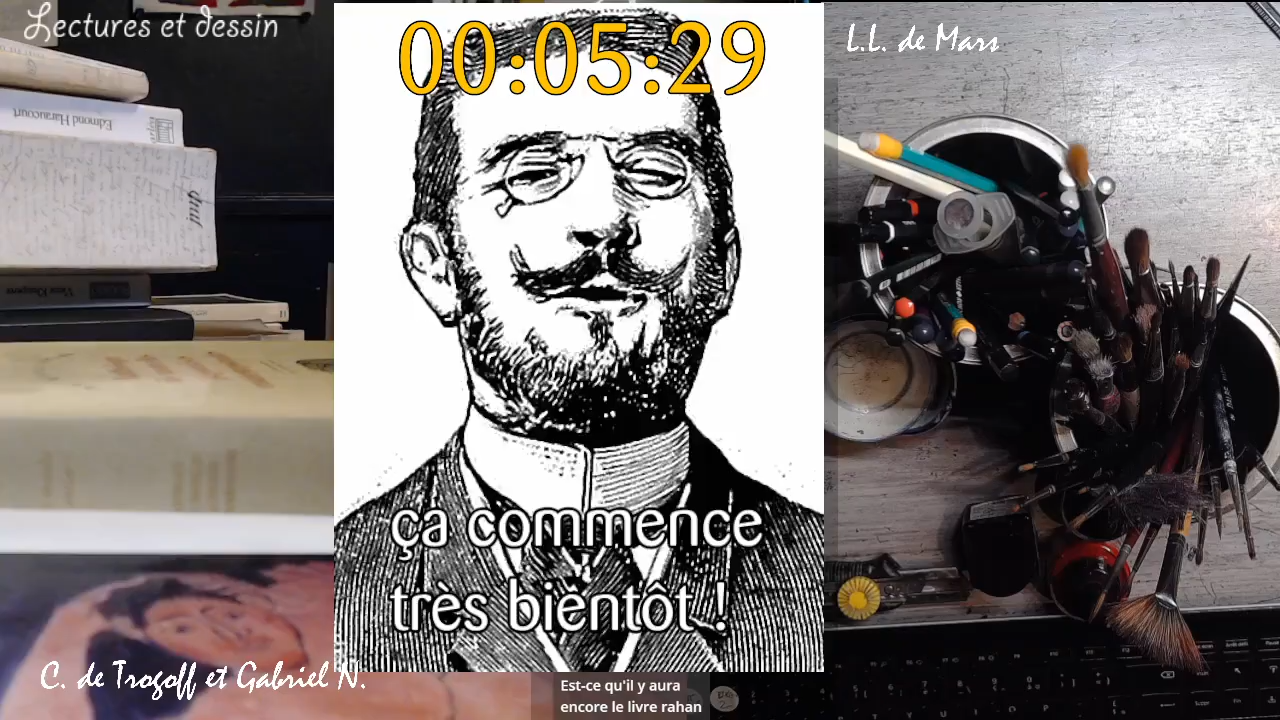 Lectures et dessin
00:05:29
L.L. de Mars
Edmond Haraucourt
ça commence
très bientôt !
C. de Trogoff et Gabriel N.
Est-ce qu'il y aura
encore le livre rahan